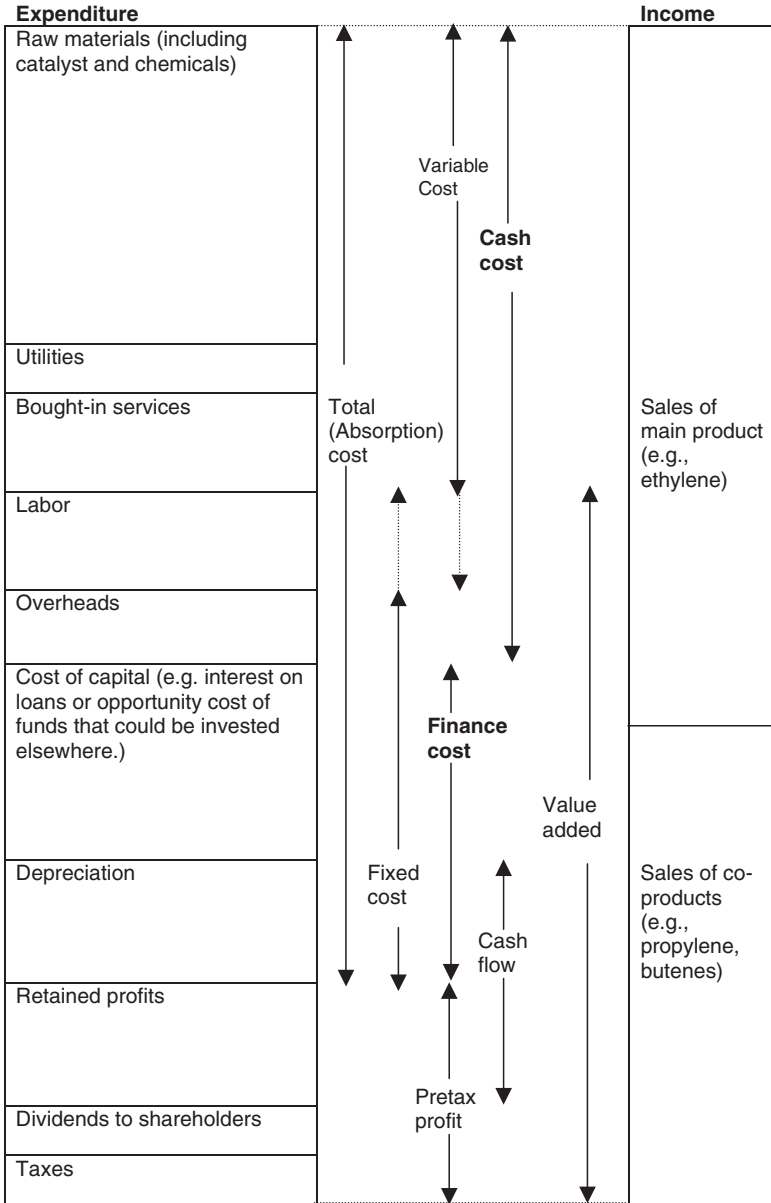 Expenditure
Income
Raw materials (including
catalyst and chemicals)
Variable
Cost
Cash
cost
Utilities
Bought-in services
Total
(Absorption)
cost
Sales of
main product
(e.g.,
ethylene)
Labor
Overheads
Cost of capital (e.g. interest on
loans or opportunity cost of
funds that could be invested
elsewhere.)
Finance
cost
Value
added
Depreciation
Fixed
cost
Cash
flow
Sales of co-
products
(e.g.,
propylene,
butenes)
Retained profits
Pretax
profit
Dividends to shareholders
Taxes